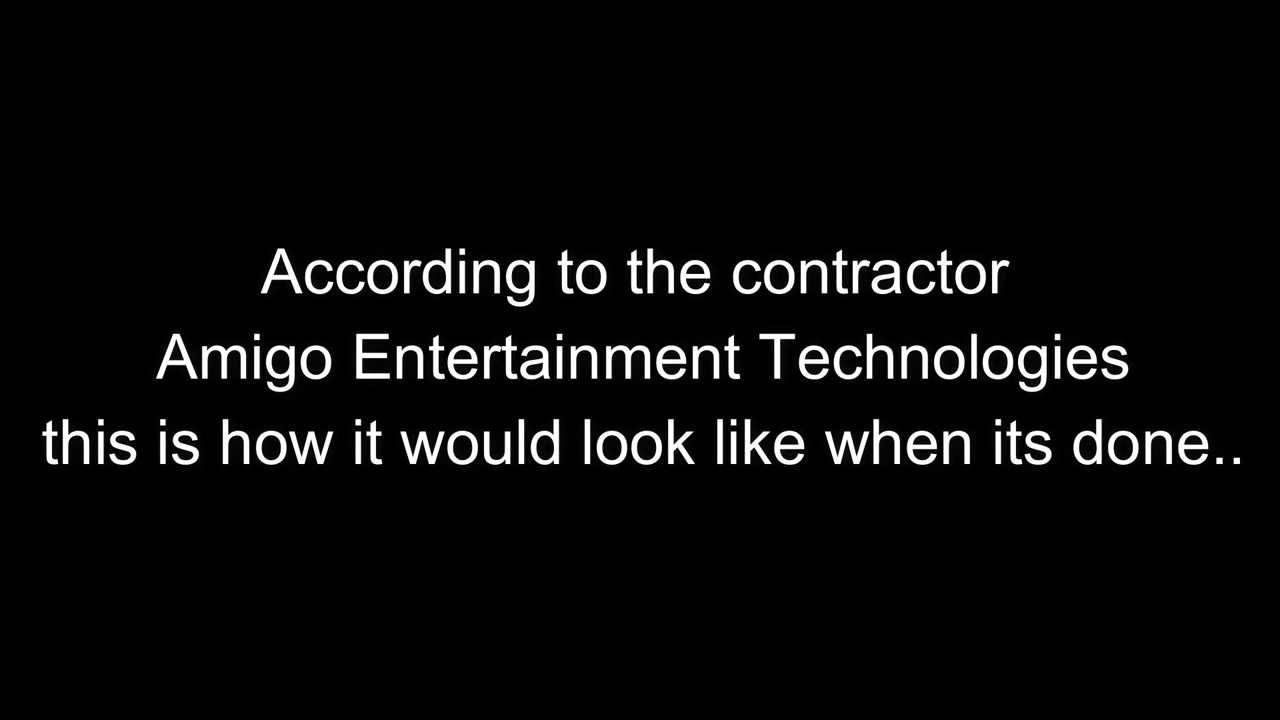 According to the contractor
Amigo Entertainment Technologies
this is how it would look like when its done..